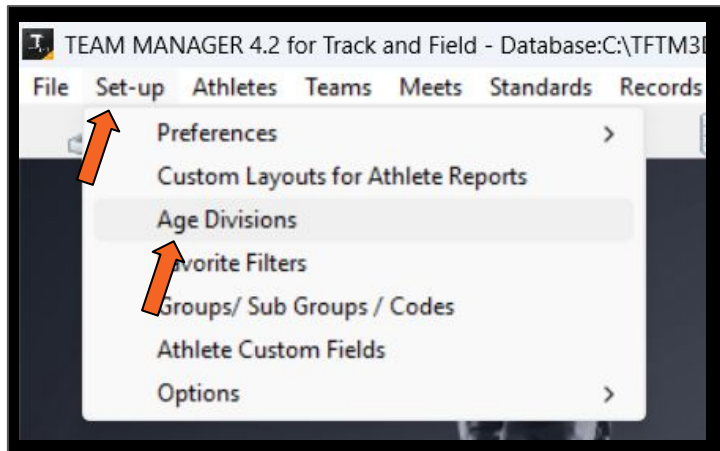 TEAM MANAGER 4.2 for Track and Field - Database:C:\TFTM3
File Set-up Athletes Teams Meets Standards Records
Preferences
Custom Layouts for Athlete Reports
Age Divisions
avorite Filters
Groups/ Sub Groups / Codes
Athlete Custom Fields
Options